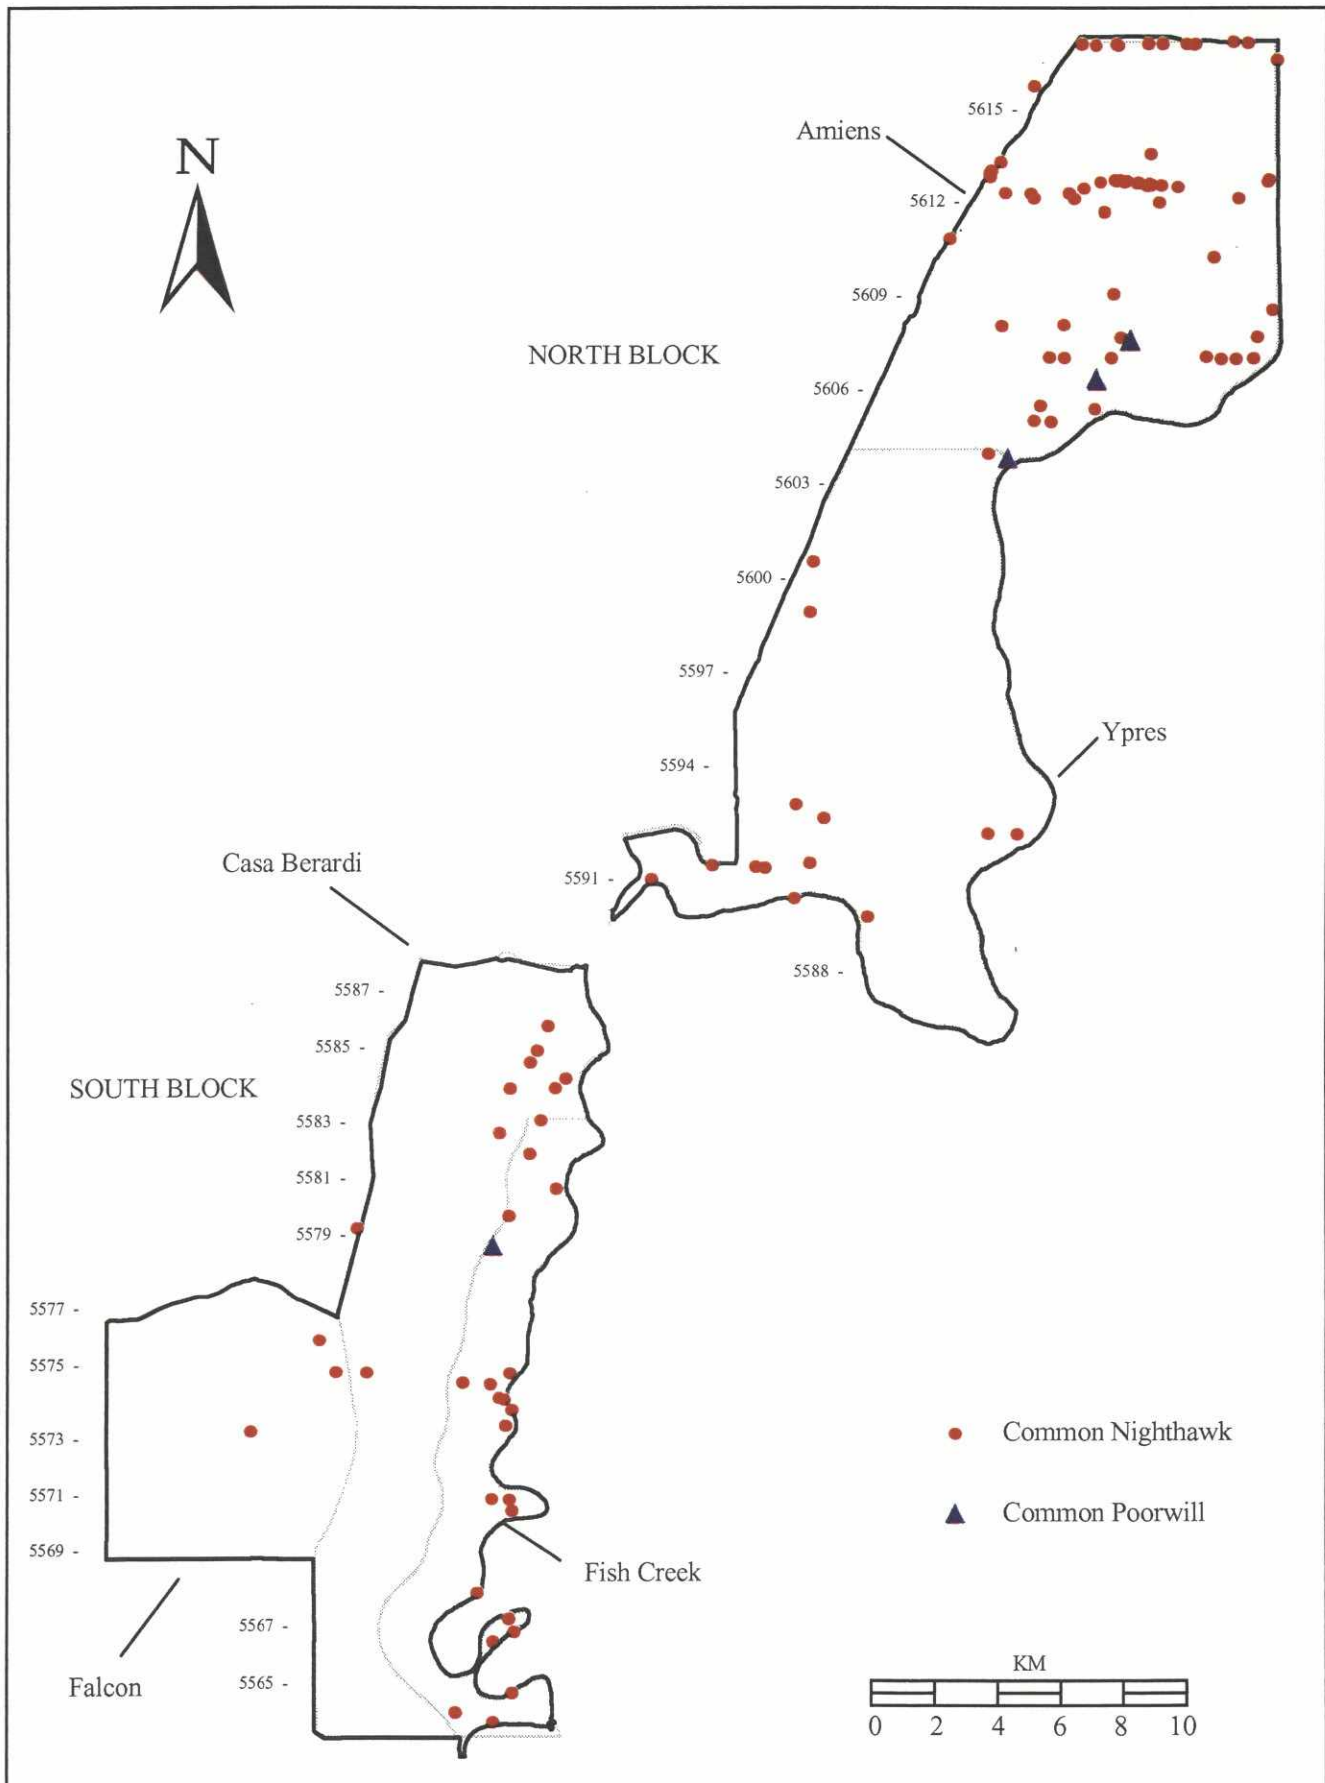 5615 -
Amiens
N
5612 -
5609 -
NORTH BLOCK
5606 -
5603 -
5600 -
5597 -
Ypres
5594 -
Casa Berardi
5591 -
5588 -
5587 -
5585 -
SOUTH BLOCK
5583 -
5581 -
5579 -
5577 -
5575 -
Common Nighthawk
5573 -
5571 -
Common Poorwill
5569 -
Fish Creek
5567 -
KM
5565 -
Falcon
0 2 4 6 8 10